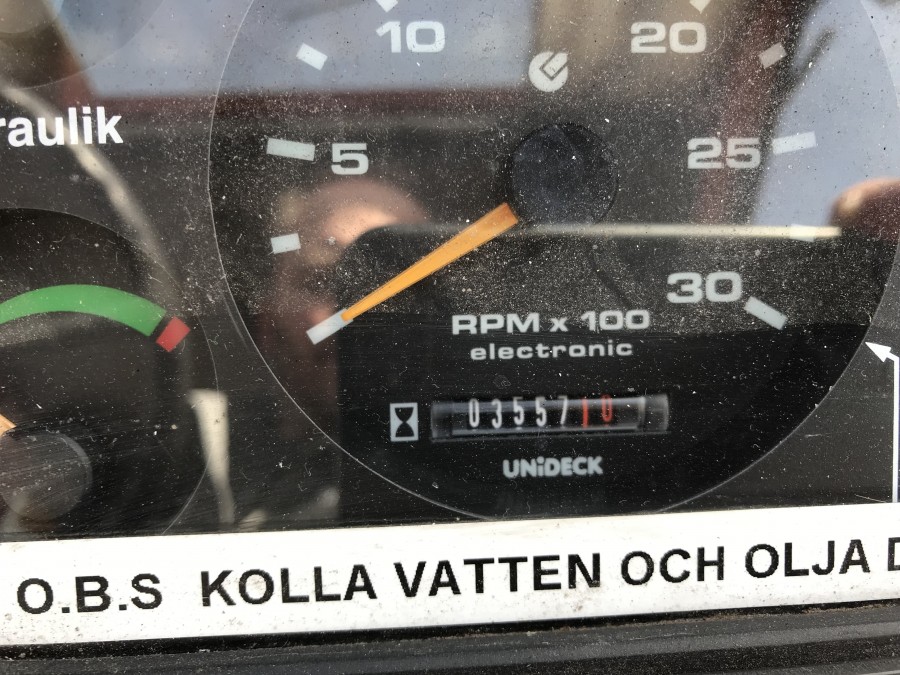 10 20
raulik
5 25
30
RPM x 100
electronic
0355710
UNiDECK
O.B.S KOLLA VATTEN OCH OLJA D